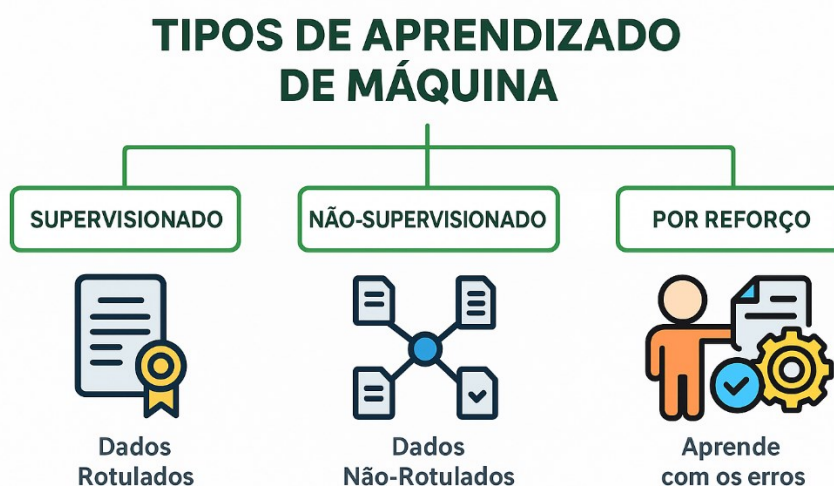 TIPOS DE APRENDIZADO
DE MÁQUINA
SUPERVISIONADO
NÃO-SUPERVISIONADO
POR REFORÇO
Dados
Rotulados
Dados
Não-Rotulados
Aprende
com os erros